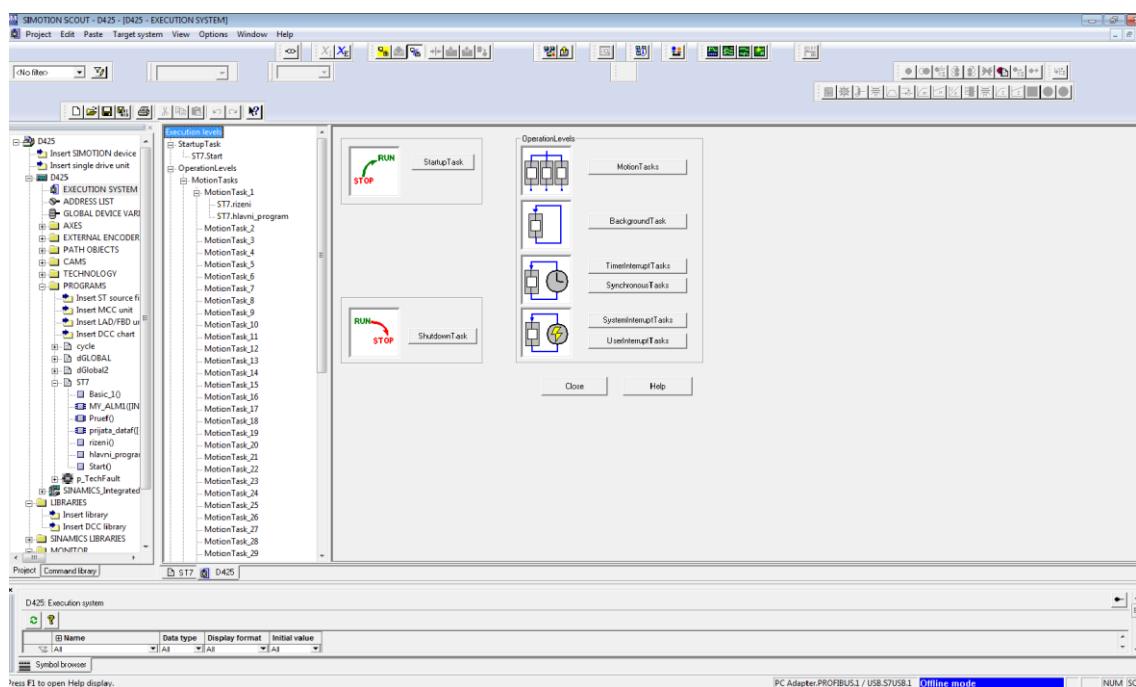 SIMOTION SCOUT - D425 - [D425 - EXECUTION SYSTEM]
Project Edit Paste Target system View Options Window Help
<No filter>
D425
Insert SIMOTION device
Insert single drive unit
D425
EXECUTION SYSTEM
ADDRESS LIST
GLOBAL DEVICE VARI
AXES
EXTERNAL ENCODER
PATH OBJECTS
CAMS
TECHNOLOGY
PROGRAMS
Insert ST source fi
Insert MCC unit
Insert LAD/FBD un
Insert DCC chart
cycle
dGLOBAL
dGlobal2
ST7
Basic_1()
MY_ALM1([IN
Pruef()
prijata_dataf([
rizeni()
hlavni_progra
Start()
p_TechFault
SINAMICS_Integrated
LIBRARIES
Insert library
Insert DCC library
SINAMICS LIBRARIES
MONITOR
Project Command library
Execution levels
StartupTask
ST7.Start
OperationLevels
MotionTasks
MotionTask_1
ST7.rizeni
ST7.hlavni_program
MotionTask_2
MotionTask_3
MotionTask_4
MotionTask_5
MotionTask_6
MotionTask_7
MotionTask_8
MotionTask_9
MotionTask_10
MotionTask_11
MotionTask_12
MotionTask_13
MotionTask_14
MotionTask_15
MotionTask_16
MotionTask_17
MotionTask_18
MotionTask_19
MotionTask_20
MotionTask_21
MotionTask_22
MotionTask_23
MotionTask_24
MotionTask_25
MotionTask_26
MotionTask_27
MotionTask_28
MotionTask_29
ST7 D425
RUN
STOP
StartupTask
RUN
STOP
ShutdownTask
OperationLevels
MotionTasks
BackgroundTask
TimerInterruptTasks
SynchronousTasks
SystemInterruptTasks
UserInterruptTasks
Close Help
D425: Execution system
Name Data type Display format Initial value
All All All All
Symbol browser
Press F1 to open Help display.
PC Adapter.PROFIBUS.1 / USB.S7USB.1 Offline mode NUM SC